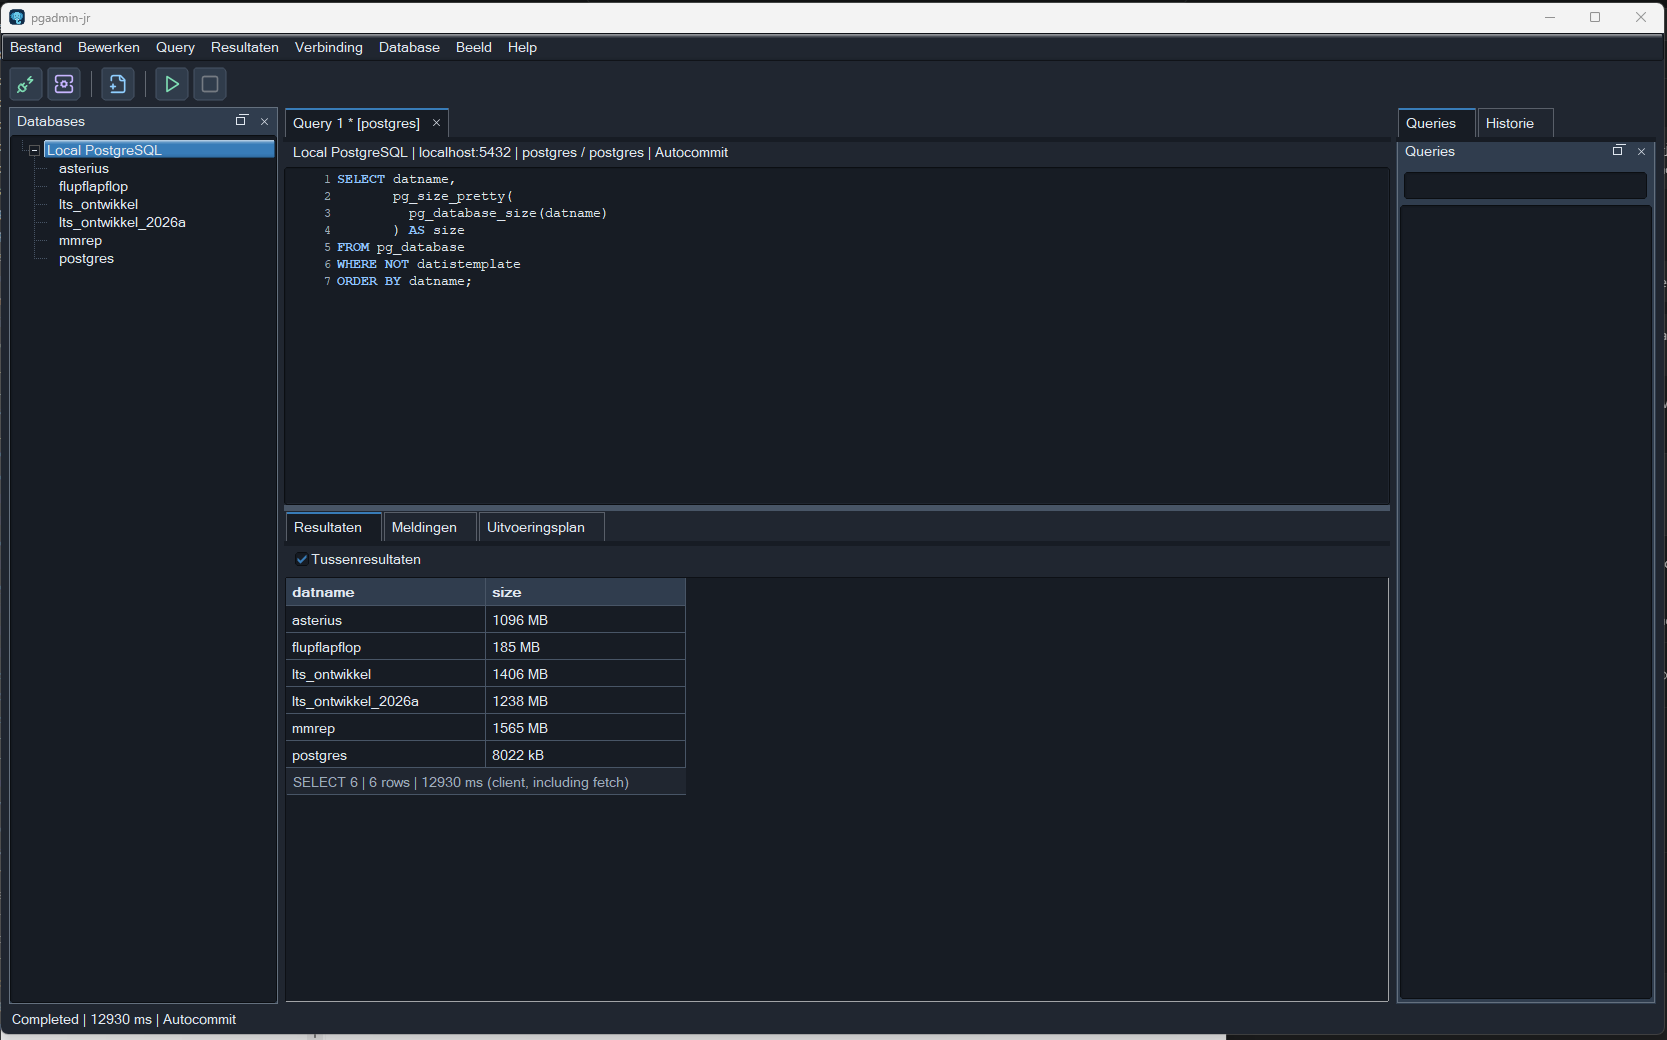 pgadmin-jr
Bestand Bewerken Query Resultaten Verbinding Database Beeld Help
Databases
Local PostgreSQL
asterius
flupflapflop
lts_ontwikkel
lts_ontwikkel_2026a
mmrep
postgres
Query 1 * [postgres]
Local PostgreSQL | localhost:5432 | postgres / postgres | Autocommit
1 SELECT datname,
2 pg_size_pretty(
3 pg_database_size(datname)
4 ) AS size
5 FROM pg_database
6 WHERE NOT datistemplate
7 ORDER BY datname;
Resultaten Meldingen Uitvoeringsplan
Tussenresultaten
datname size
asterius 1096 MB
flupflapflop 185 MB
lts_ontwikkel 1406 MB
lts_ontwikkel_2026a 1238 MB
mmrep 1565 MB
postgres 8022 kB
SELECT 6 | 6 rows | 12930 ms (client, including fetch)
Queries Historie
Queries
Completed | 12930 ms | Autocommit